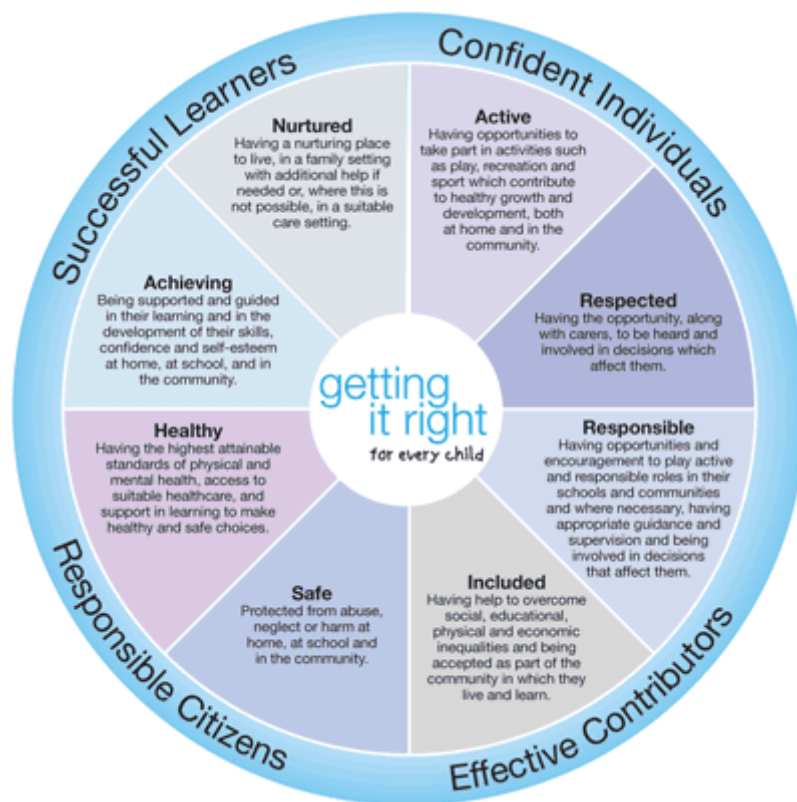 Successful Learners
Confident Individuals
Nurtured
Having a nurturing place
to live, in a family setting
with additional help if
needed or, where this is
not possible, in a suitable
care setting.
Active
Having opportunities to
take part in activities such
as play, recreation and
sport which contribute
to healthy growth and
development, both
at home and in the
community.
Achieving
Being supported and guided
in their learning and in the
development of their skills,
confidence and self-esteem
at home, at school, and in
the community.
Respected
Having the opportunity, along
with carers, to be heard and
involved in decisions which
affect them.
getting
it right
for every child
Healthy
Having the highest attainable
standards of physical and
mental health, access to
suitable healthcare, and
support in learning to make
healthy and safe choices.
Responsible
Having opportunities and
encouragement to play active
and responsible roles in their
schools and communities
and where necessary, having
appropriate guidance and
supervision and being
involved in decisions
that affect them.
Safe
Protected from abuse,
neglect or harm at
home, at school and
in the community.
Included
Having help to overcome
social, educational,
physical and economic
inequalities and being
accepted as part of the
community in which they
live and learn.
Responsible Citizens
Effective Contributors